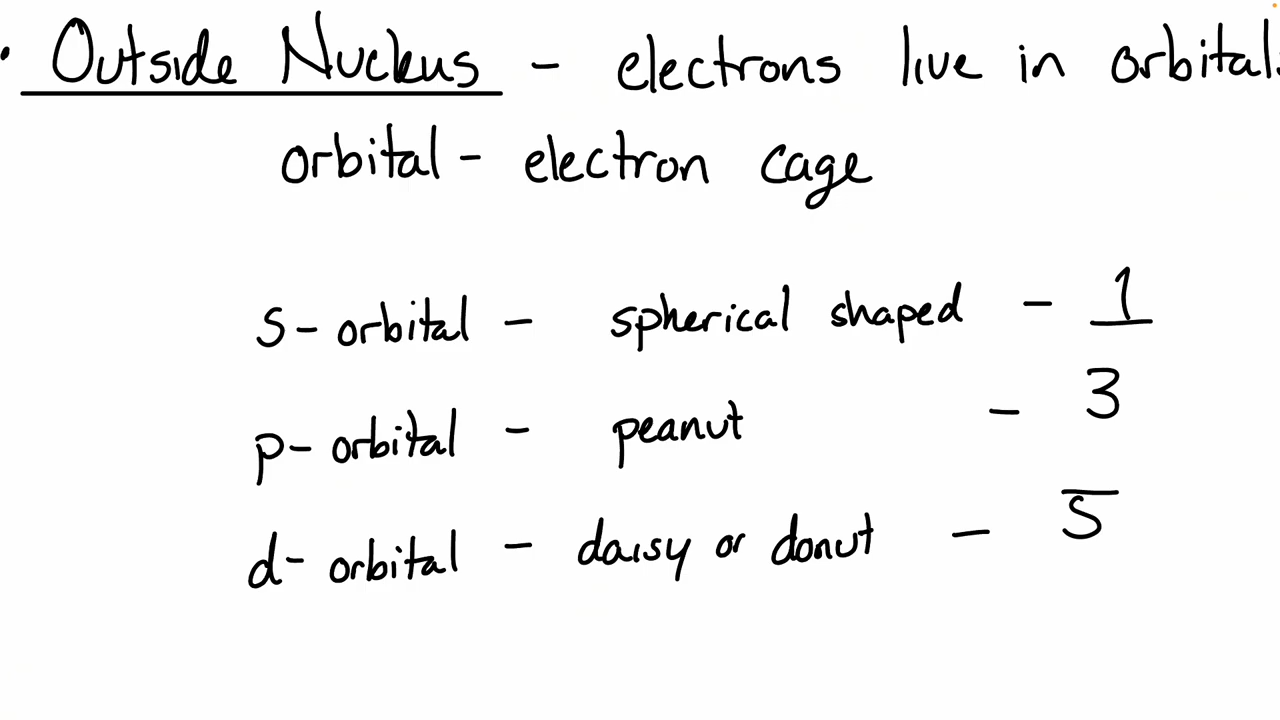 • Outside Nucleus - electrons live in orbitals
orbital - electron cage
s- orbital - spherical shaped - 1
p- orbital - peanut - 3
d- orbital - daisy or donut - 5